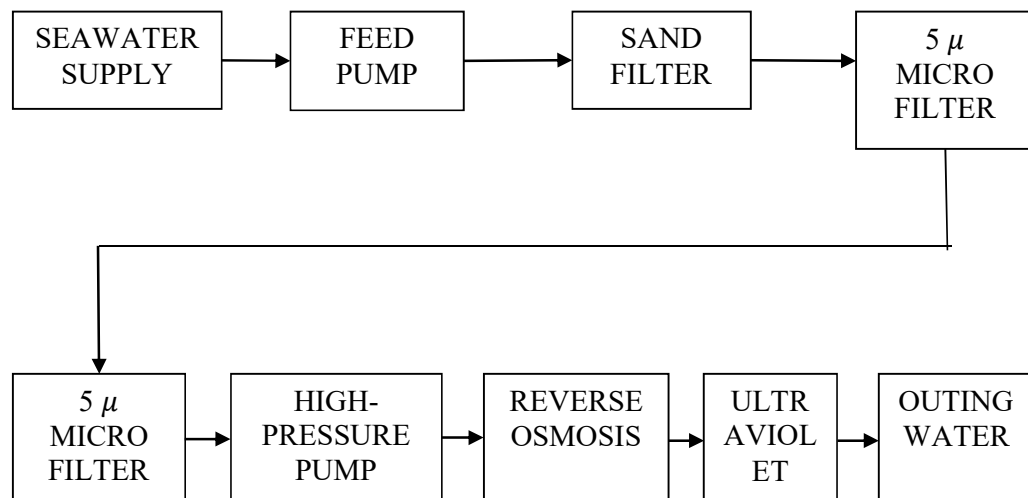 SEAWATER
SUPPLY
FEED
PUMP
SAND
FILTER
5 μ
MICRO
FILTER
5 μ
MICRO
FILTER
HIGH-
PRESSURE
PUMP
REVERSE
OSMOSIS
ULTR
AVIOL
ET
OUTING
WATER